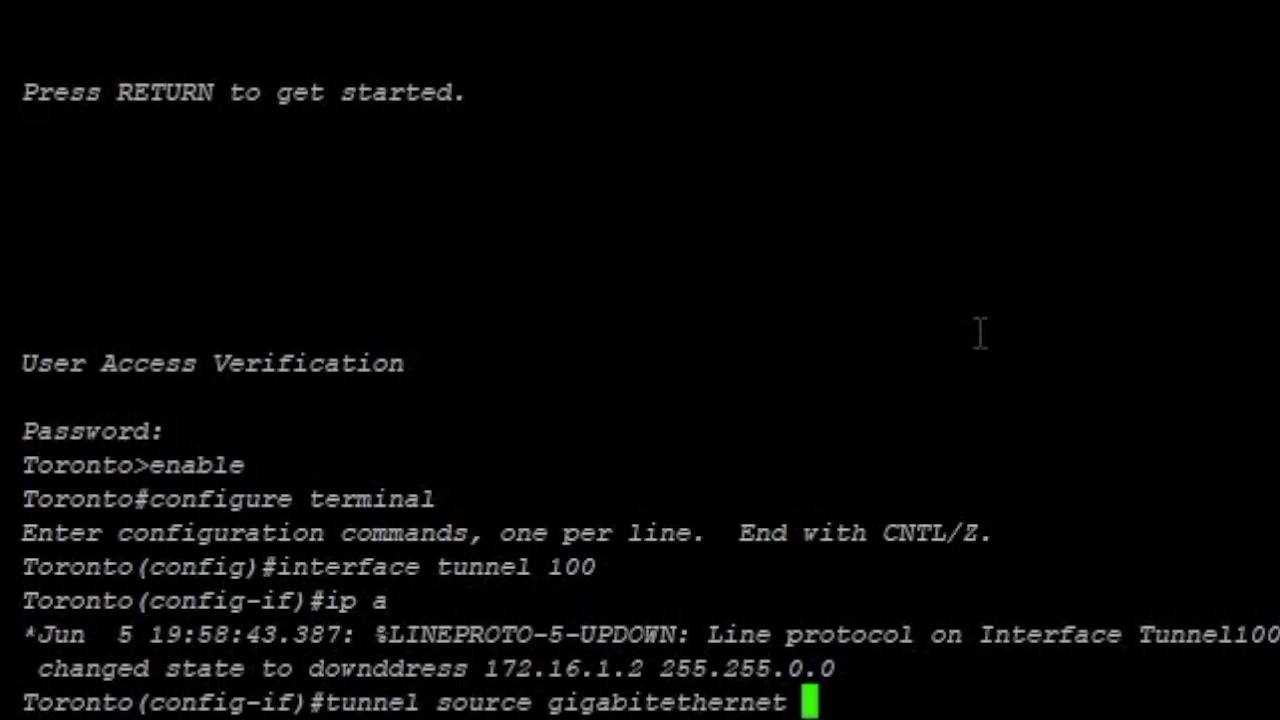 Press RETURN to get started.
User Access Verification
Password:
Toronto>enable
Toronto#configure terminal
Enter configuration commands, one per line.  End with CNTL/Z.
Toronto(config)#interface tunnel 100
Toronto(config-if)#ip a
*Jun  5 19:58:43.387: %LINEPROTO-5-UPDOWN: Line protocol on Interface Tunnel100
 changed state to downddress 172.16.1.2 255.255.0.0
Toronto(config-if)#tunnel source gigabitethernet